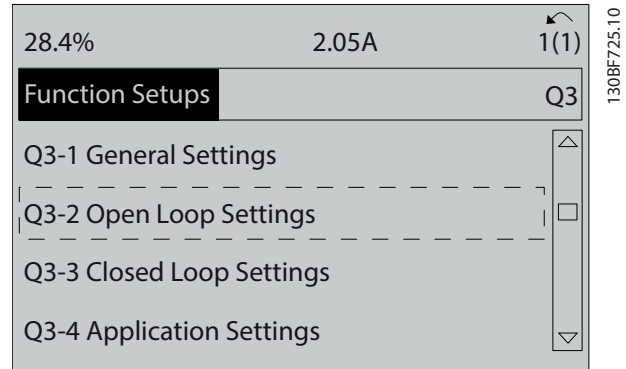 28.4% 2.05A 1(1)
Function Setups Q3
Q3-1 General Settings
Q3-2 Open Loop Settings
Q3-3 Closed Loop Settings
Q3-4 Application Settings
130BF725.10